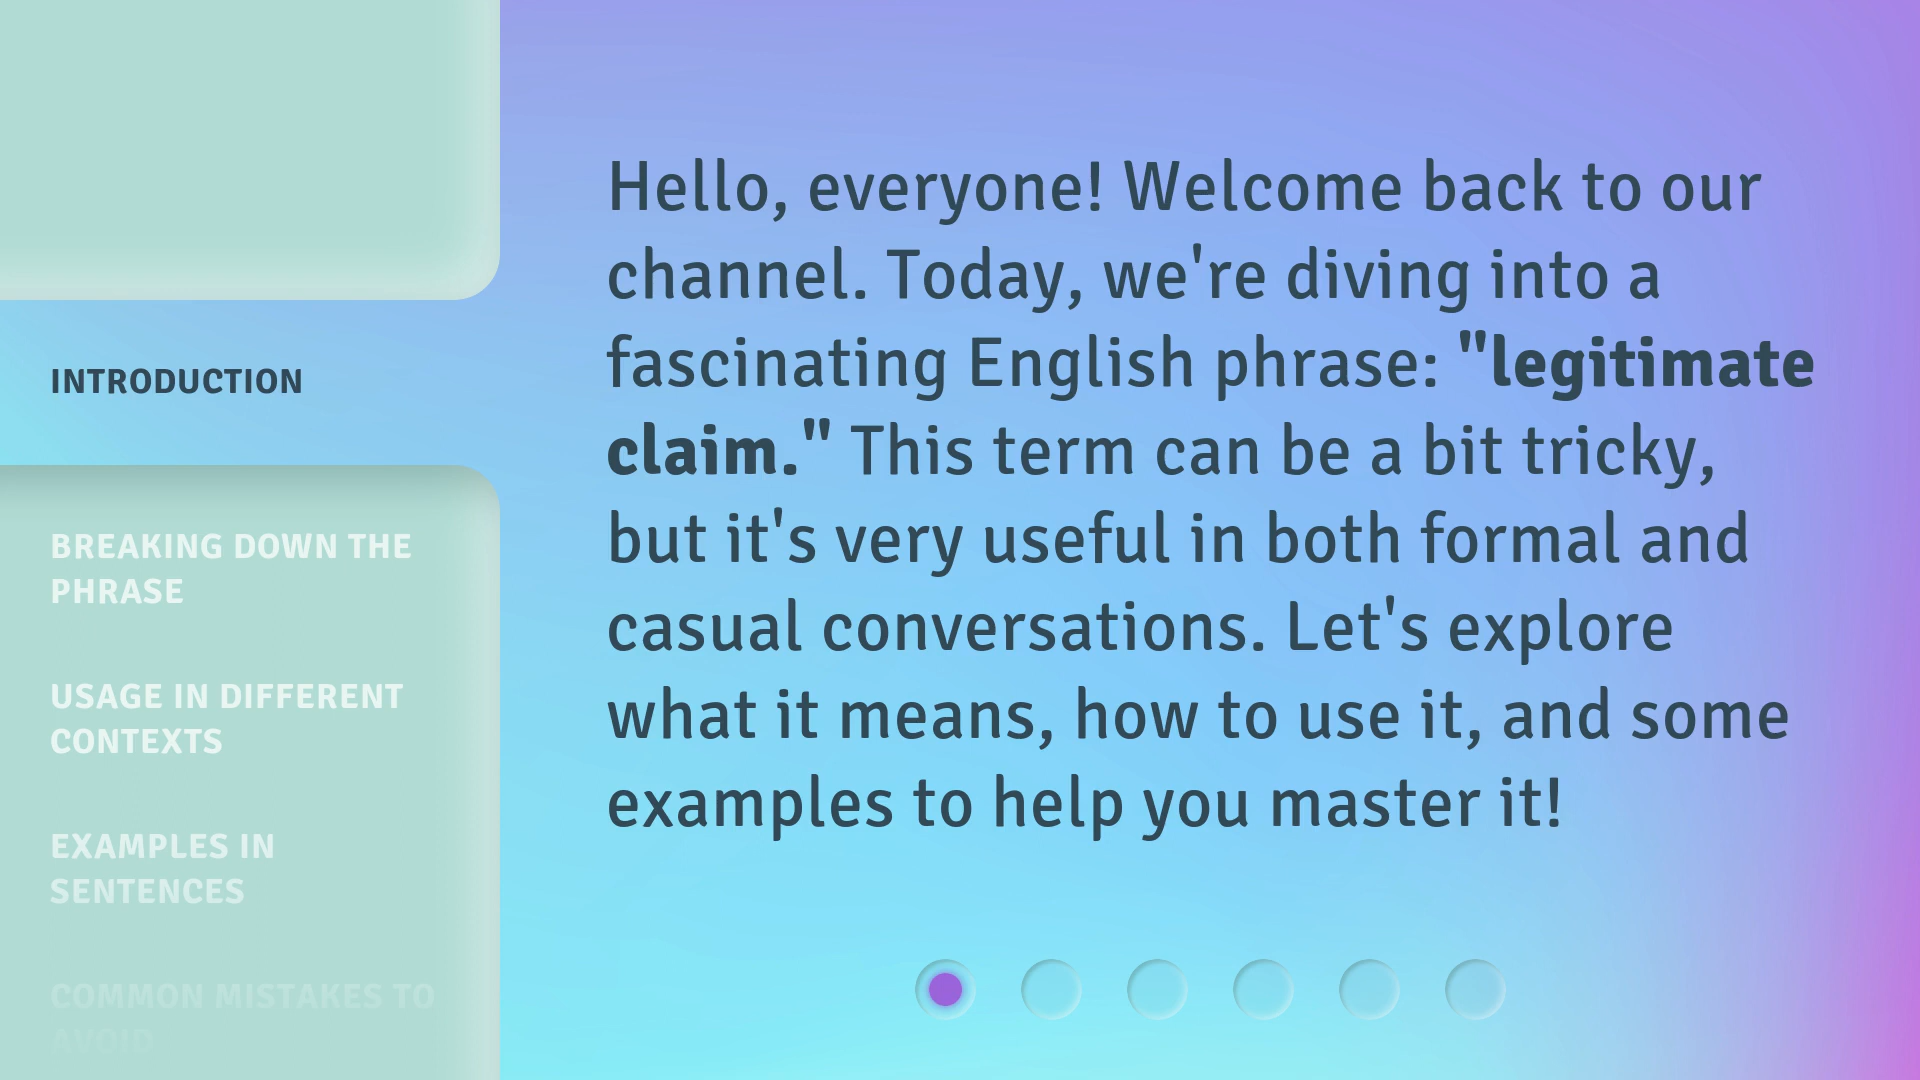 INTRODUCTION
BREAKING DOWN THE
PHRASE
USAGE IN DIFFERENT
CONTEXTS
EXAMPLES IN
SENTENCES
COMMON MISTAKES TO
AVOID
Hello, everyone! Welcome back to our
channel. Today, we're diving into a
fascinating English phrase: "legitimate
claim." This term can be a bit tricky,
but it's very useful in both formal and
casual conversations. Let's explore
what it means, how to use it, and some
examples to help you master it!